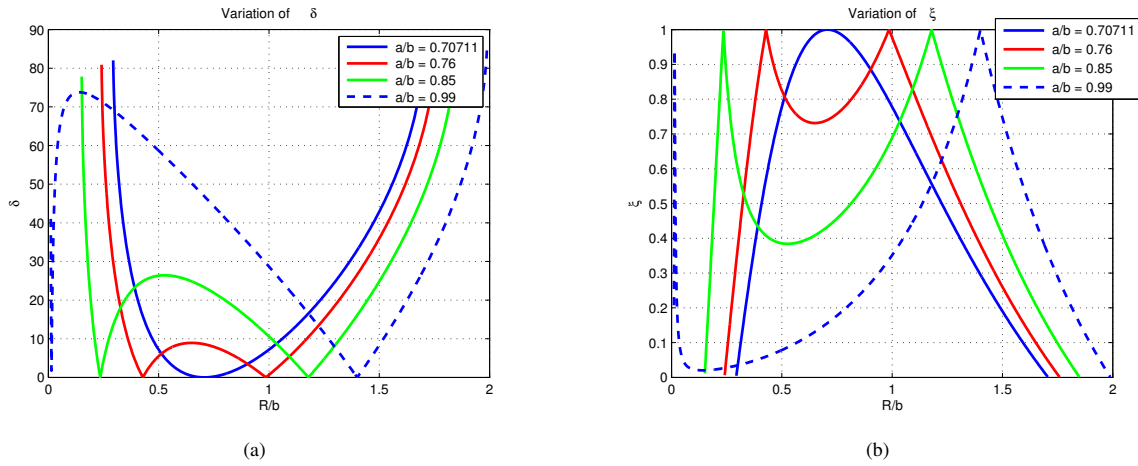 Variation of δ
90
80
70
60
50
40
30
20
10
0
δ
0
0.5
1
1.5
2
R/b
a/b = 0.70711
a/b = 0.76
a/b = 0.85
a/b = 0.99
(a)
Variation of ξ
1
0.9
0.8
0.7
0.6
0.5
0.4
0.3
0.2
0.1
0
ξ
0
0.5
1
1.5
2
R/b
a/b = 0.70711
a/b = 0.76
a/b = 0.85
a/b = 0.99
(b)